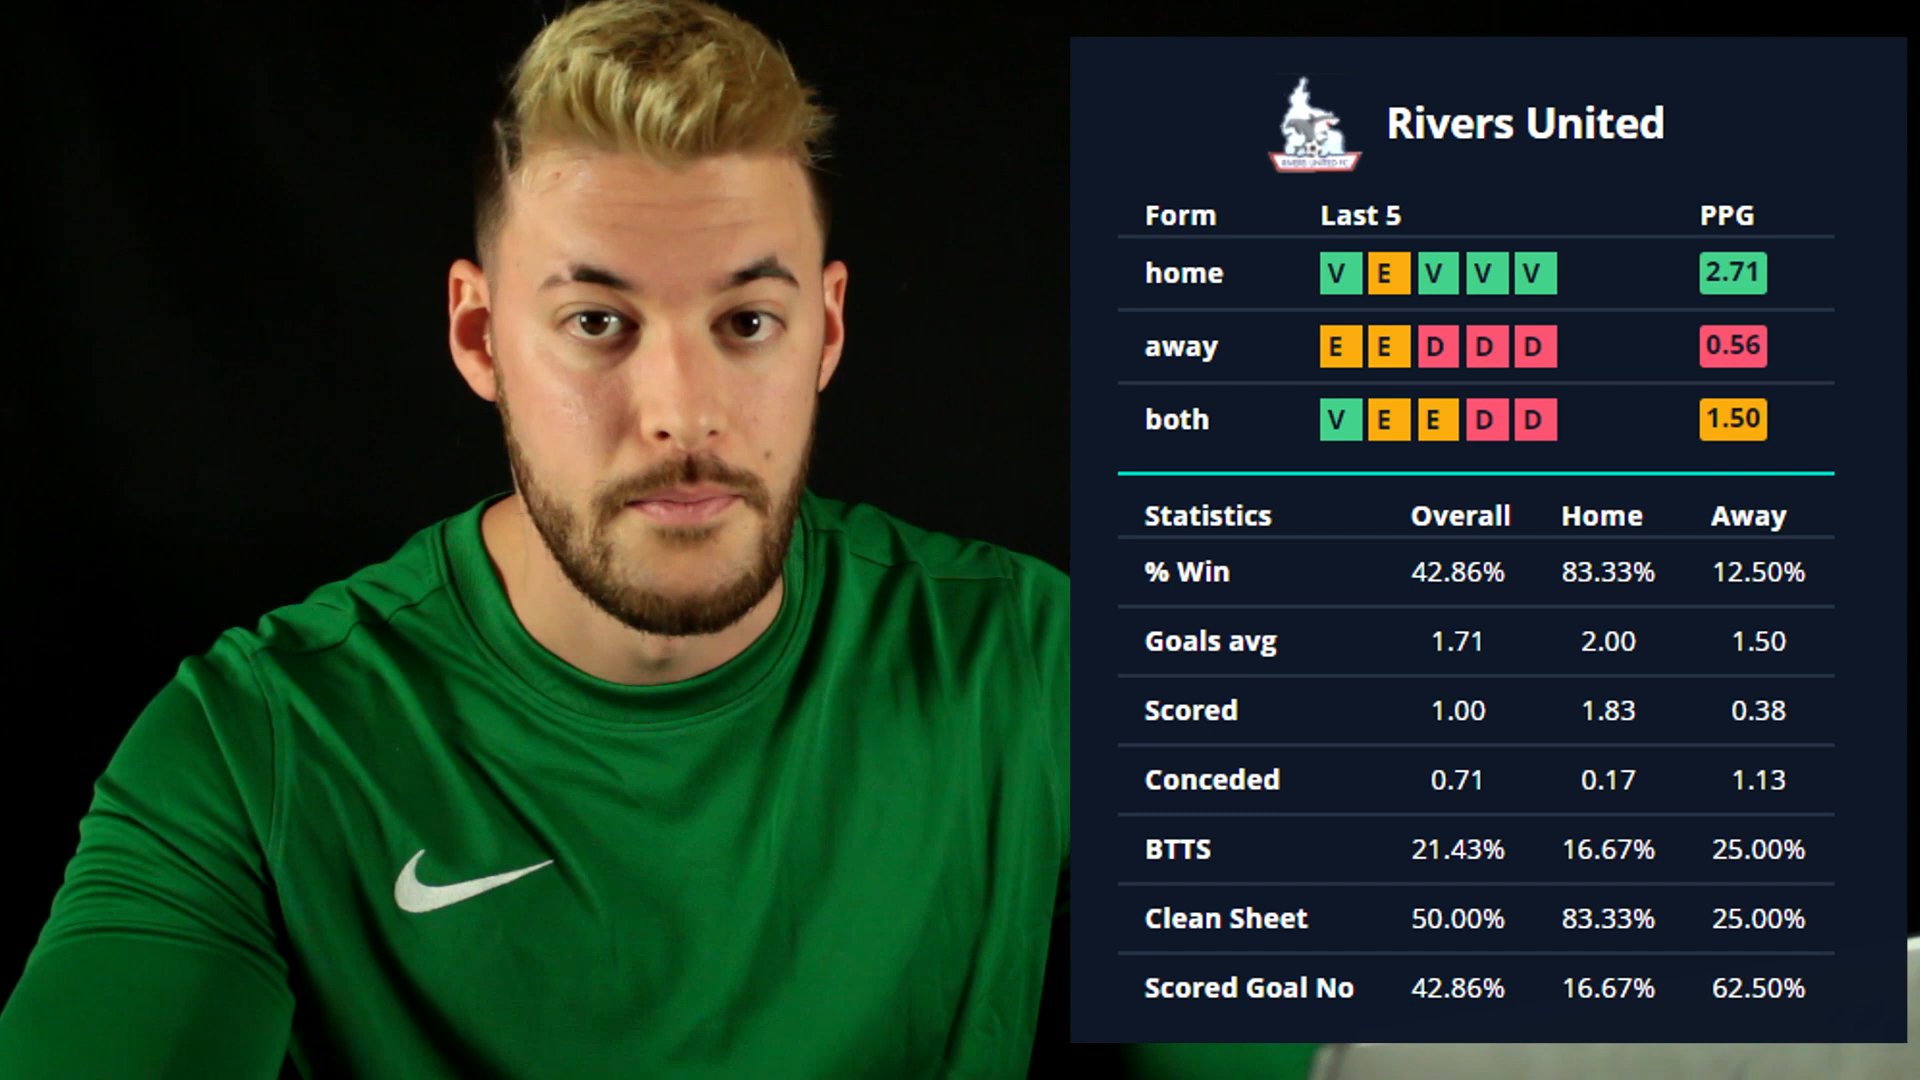 RIVERS UNITED FC
Rivers United
Form Last 5 PPG
home V E V V V 2.71
away E E D D D 0.56
both V E E D D 1.50
Statistics Overall Home Away
% Win 42.86% 83.33% 12.50%
Goals avg 1.71 2.00 1.50
Scored 1.00 1.83 0.38
Conceded 0.71 0.17 1.13
BTTS 21.43% 16.67% 25.00%
Clean Sheet 50.00% 83.33% 25.00%
Scored Goal No 42.86% 16.67% 62.50%